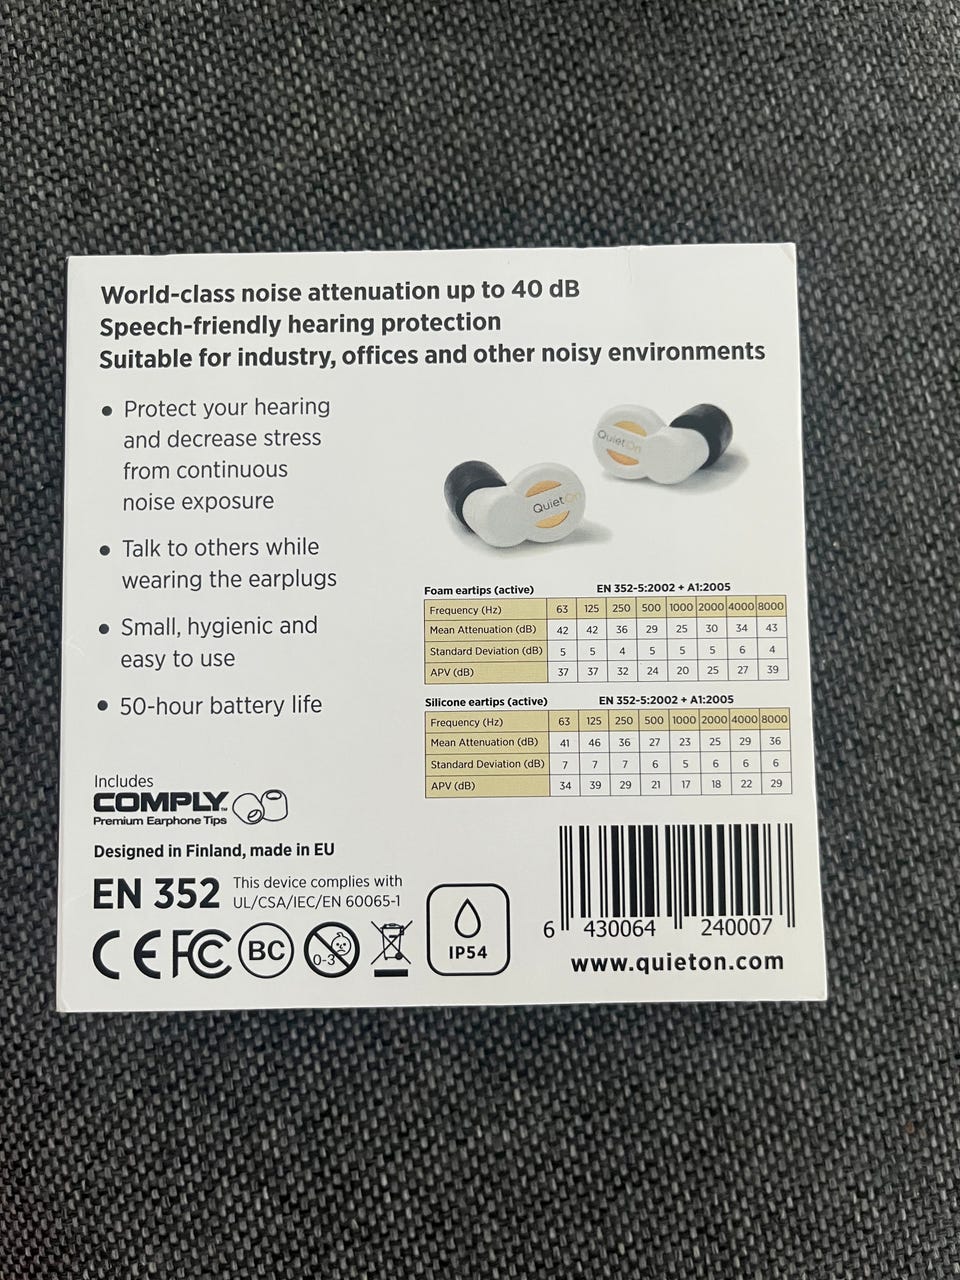 World-class noise attenuation up to 40 dB
Speech-friendly hearing protection
Suitable for industry, offices and other noisy environments
• Protect your hearing
and decrease stress
from continuous
noise exposure
• Talk to others while
wearing the earplugs
• Small, hygienic and
easy to use
• 50-hour battery life
QuietOn
QuietOn
Foam eartips (active) EN 352-5:2002 + A1:2005
Frequency (Hz) 63 125 250 500 1000 2000 4000 8000
Mean Attenuation (dB) 42 42 36 29 25 30 34 43
Standard Deviation (dB) 5 5 4 5 5 5 6 4
APV (dB) 37 37 32 24 20 25 27 39
Silicone eartips (active) EN 352-5:2002 + A1:2005
Frequency (Hz) 63 125 250 500 1000 2000 4000 8000
Mean Attenuation (dB) 41 46 36 27 23 25 29 36
Standard Deviation (dB) 7 7 7 6 5 6 6 6
APV (dB) 34 39 29 21 17 18 22 29
Includes
COMPLY™
Premium Earphone Tips
Designed in Finland, made in EU
EN 352
This device complies with
UL/CSA/IEC/EN 60065-1
CE FC BC 0-3
IP54
6 430064 240007
www.quieton.com